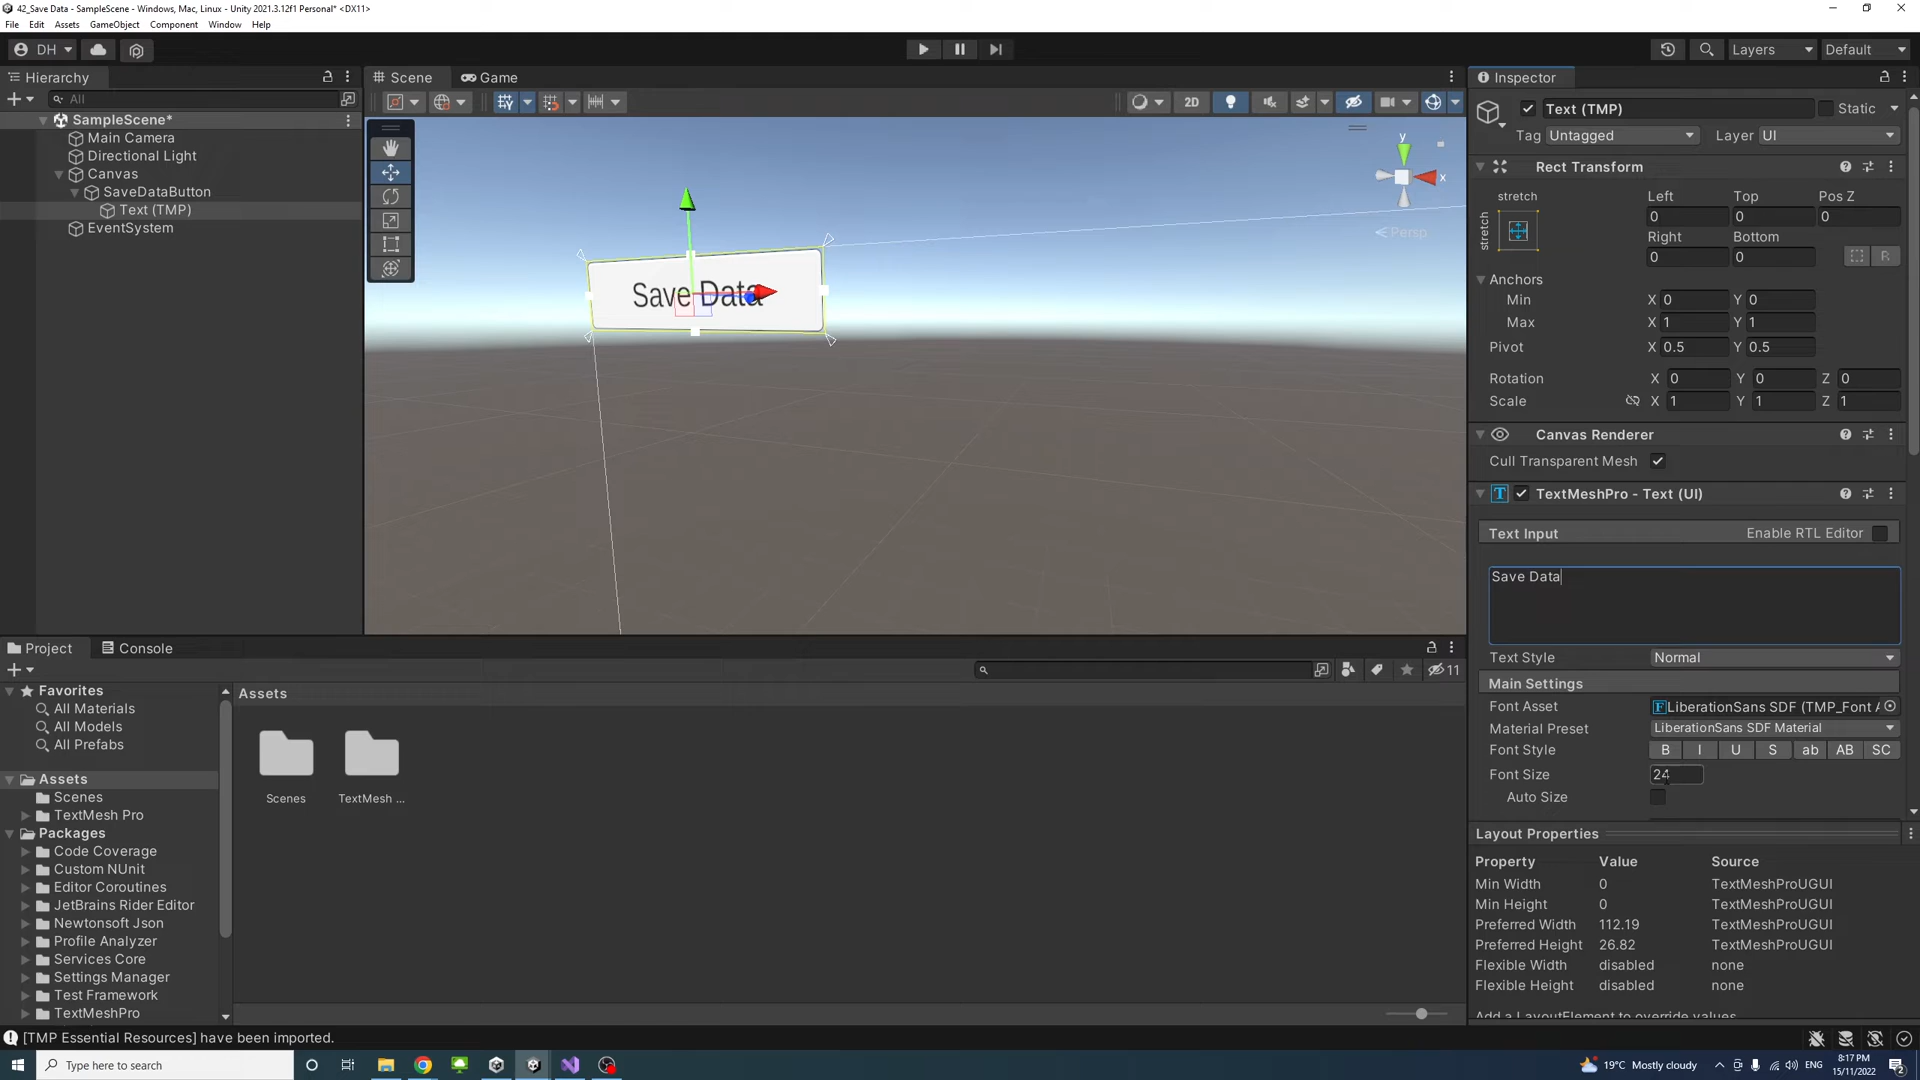 42_Save Data - SampleScene - Windows, Mac, Linux - Unity 2021.3.12f1 Personal* <DX11>
File Edit Assets GameObject Component Window Help
DH Layers Default
Hierarchy
All
SampleScene*
Main Camera
Directional Light
Canvas
SaveDataButton
Text (TMP)
EventSystem
Scene Game
2D
y
x
Persp
Save Data
Inspector
Text (TMP) Static
Tag Untagged Layer UI
Rect Transform
stretch Left Top Pos Z
stretch 0 0 0
Right Bottom
0 0 R
Anchors
Min X 0 Y 0
Max X 1 Y 1
Pivot X 0.5 Y 0.5
Rotation X 0 Y 0 Z 0
Scale X 1 Y 1 Z 1
Canvas Renderer
Cull Transparent Mesh
TextMeshPro - Text (UI)
Text Input Enable RTL Editor
Save Data
Text Style Normal
Main Settings
Font Asset LiberationSans SDF (TMP_Font A
Material Preset LiberationSans SDF Material
Font Style B I U S ab AB SC
Font Size 24
Auto Size
Layout Properties
Property Value Source
Min Width 0 TextMeshProUGUI
Min Height 0 TextMeshProUGUI
Preferred Width 112.19 TextMeshProUGUI
Preferred Height 26.82 TextMeshProUGUI
Flexible Width disabled none
Flexible Height disabled none
Add a LayoutElement to override values
Project Console
11
Favorites
All Materials
All Models
All Prefabs
Assets
Scenes
TextMesh Pro
Packages
Code Coverage
Custom NUnit
Editor Coroutines
JetBrains Rider Editor
Newtonsoft Json
Profile Analyzer
Services Core
Settings Manager
Test Framework
TextMeshPro
Assets
Scenes TextMesh ...
[TMP Essential Resources] have been imported.
Type here to search
19°C Mostly cloudy ENG 8:17 PM
15/11/2022
2